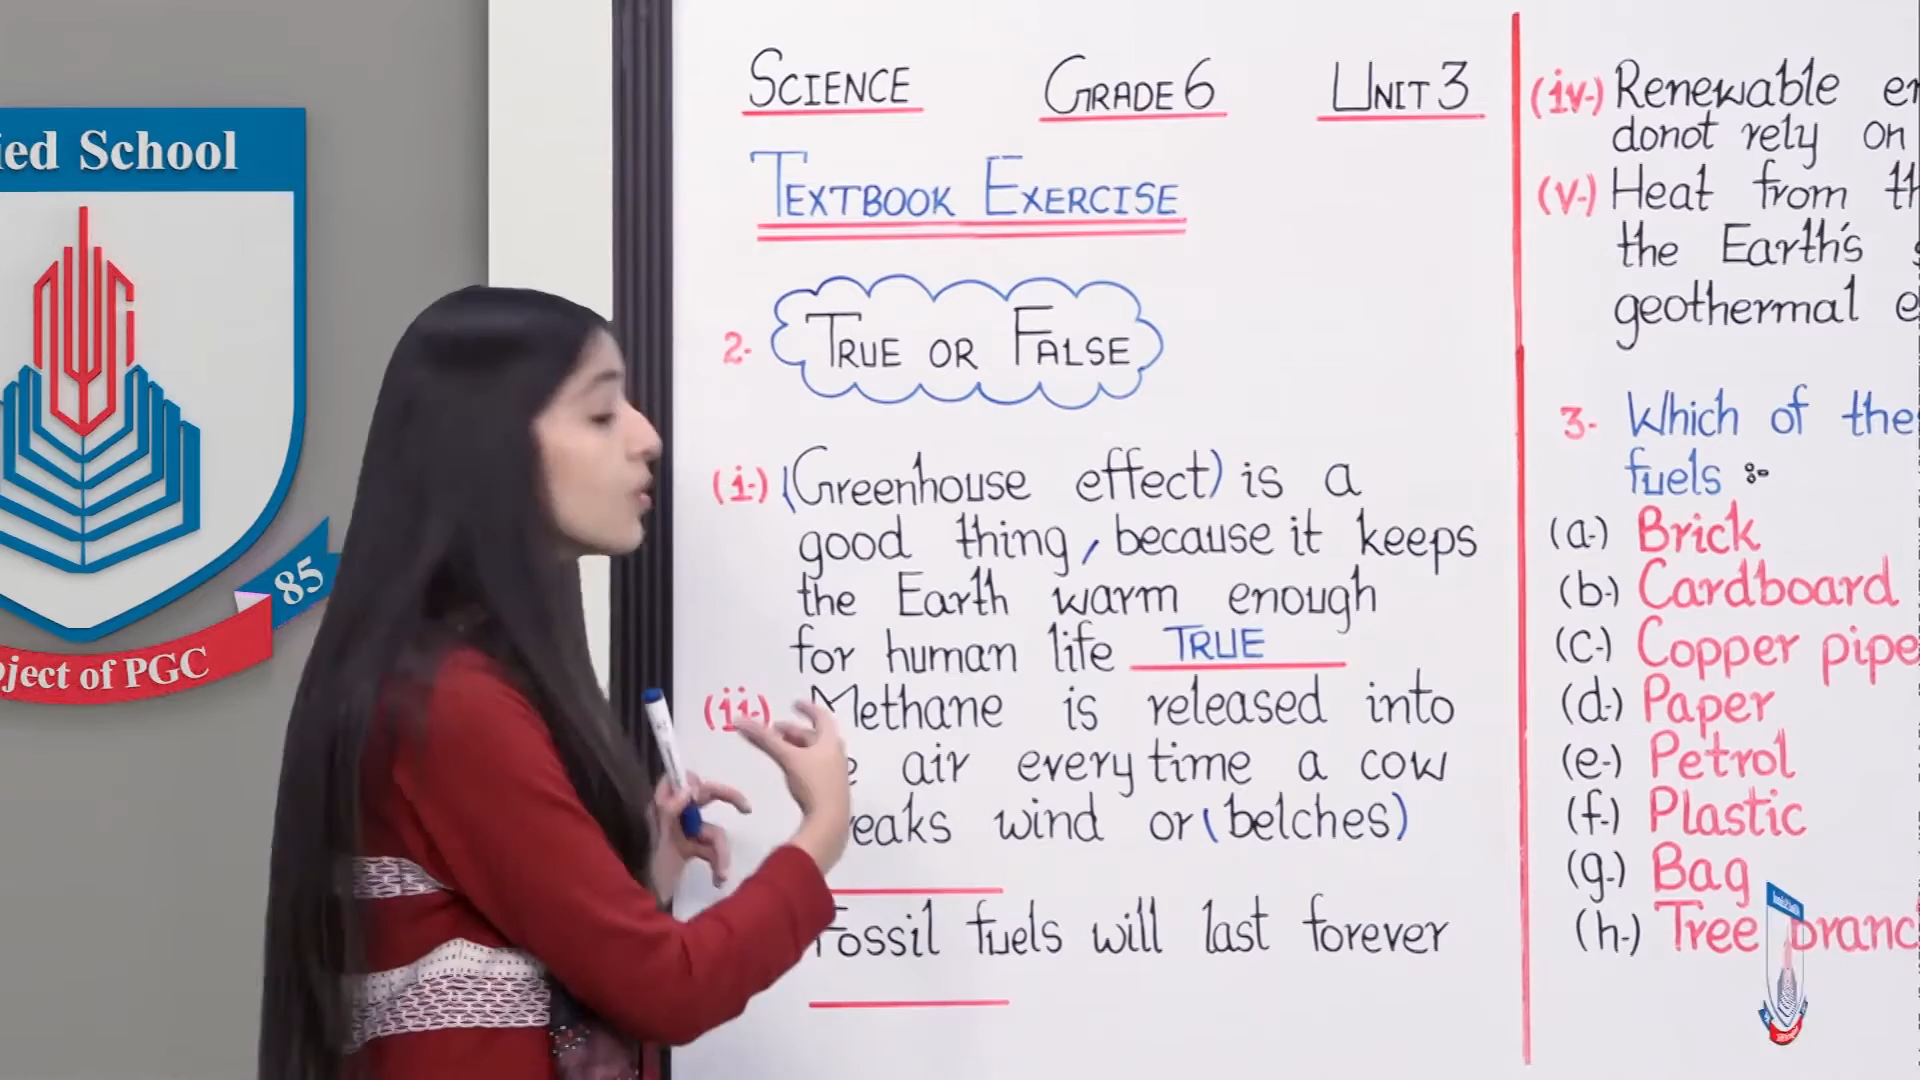 ied School
85
ject of PGC
SCIENCE GRADE 6 UNIT 3
TEXTBOOK EXERCISE
2- TRUE OR FALSE
(i-) (Greenhouse effect) is a
good thing, because it keeps
the Earth warm enough
for human life TRUE
(ii-) Methane is released into
air every time a cow
eaks wind or (belches)
Fossil fuels will last forever
(iv-) Renewable en
donot rely on
(v-) Heat from th
the Earth's s
geothermal e
3- Which of the
fuels :-
(a-) Brick
(b-) Cardboard
(c-) Copper pipe
(d-) Paper
(e-) Petrol
(f-) Plastic
(g-) Bag
(h-) Tree branc